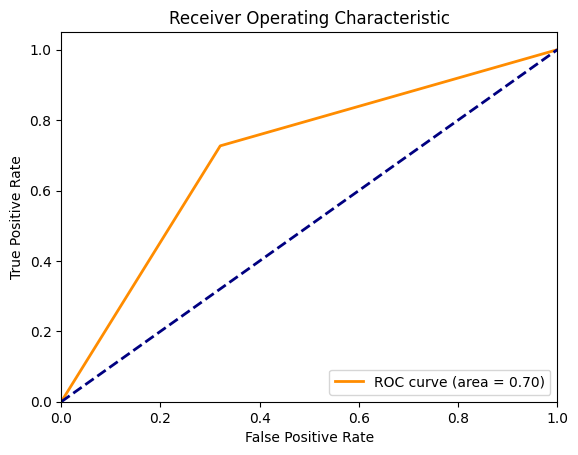 Receiver Operating Characteristic
1.0
0.8
0.6
0.4
0.2
0.0
True Positive Rate
ROC curve (area = 0.70)
0.0 0.2 0.4 0.6 0.8 1.0
False Positive Rate